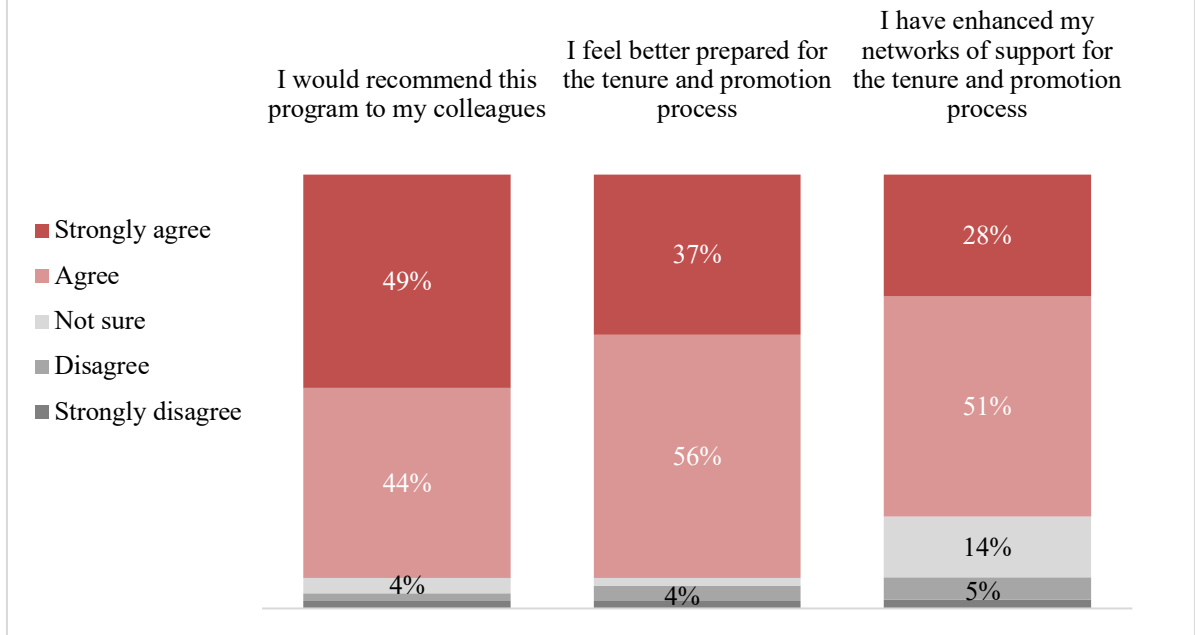 I would recommend this
program to my colleagues
I feel better prepared for
the tenure and promotion
process
I have enhanced my
networks of support for
the tenure and promotion
process
Strongly agree
Agree
Not sure
Disagree
Strongly disagree
49%
44%
4%
37%
56%
4%
28%
51%
14%
5%